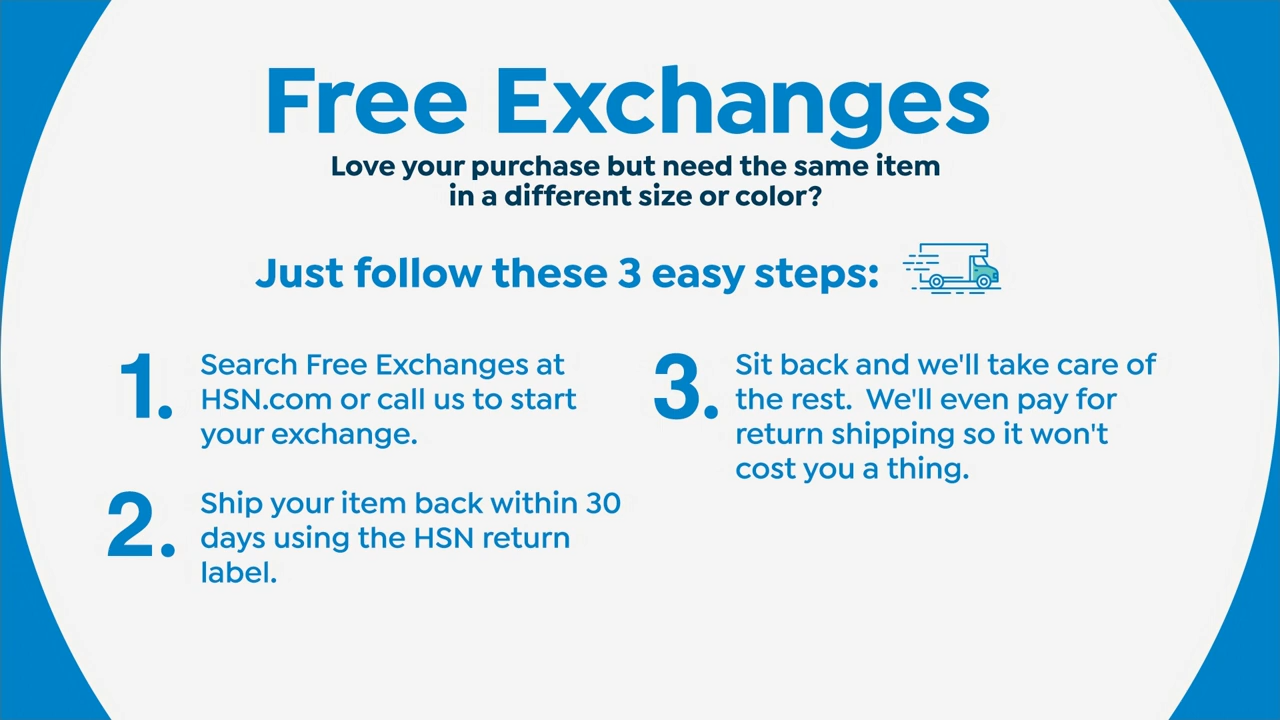 Free Exchanges
Love your purchase but need the same item
in a different size or color?
Just follow these 3 easy steps:
1. Search Free Exchanges at
HSN.com or call us to start
your exchange.
2. Ship your item back within 30
days using the HSN return
label.
3. Sit back and we'll take care of
the rest.  We'll even pay for
return shipping so it won't
cost you a thing.